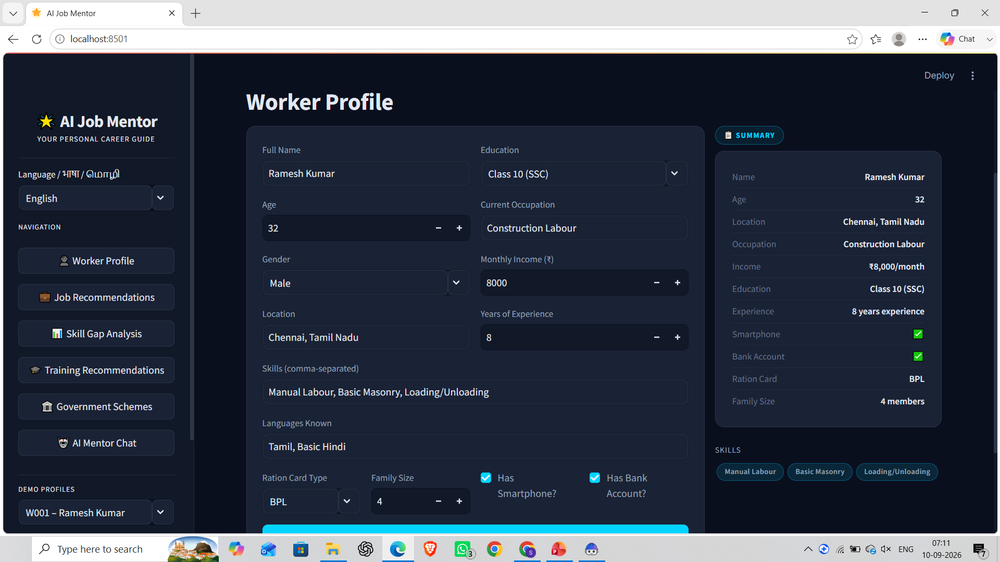 AI Job Mentor
localhost:8501
Chat
Deploy
AI Job Mentor
YOUR PERSONAL CAREER GUIDE
Language / भाषा / மொழி
English
NAVIGATION
Worker Profile
Job Recommendations
Skill Gap Analysis
Training Recommendations
Government Schemes
AI Mentor Chat
DEMO PROFILES
W001 – Ramesh Kumar
Worker Profile
Full Name
Ramesh Kumar
Education
Class 10 (SSC)
Age
32
Current Occupation
Construction Labour
Gender
Male
Monthly Income (₹)
8000
Location
Chennai, Tamil Nadu
Years of Experience
8
Skills (comma-separated)
Manual Labour, Basic Masonry, Loading/Unloading
Languages Known
Tamil, Basic Hindi
Ration Card Type
BPL
Family Size
4
Has
Smartphone?
Has Bank
Account?
SUMMARY
Name Ramesh Kumar
Age 32
Location Chennai, Tamil Nadu
Occupation Construction Labour
Income ₹8,000/month
Education Class 10 (SSC)
Experience 8 years experience
Smartphone
Bank Account
Ration Card BPL
Family Size 4 members
SKILLS
Manual Labour
Basic Masonry
Loading/Unloading
Type here to search
3
S
ENG
07:11
10-09-2026
7